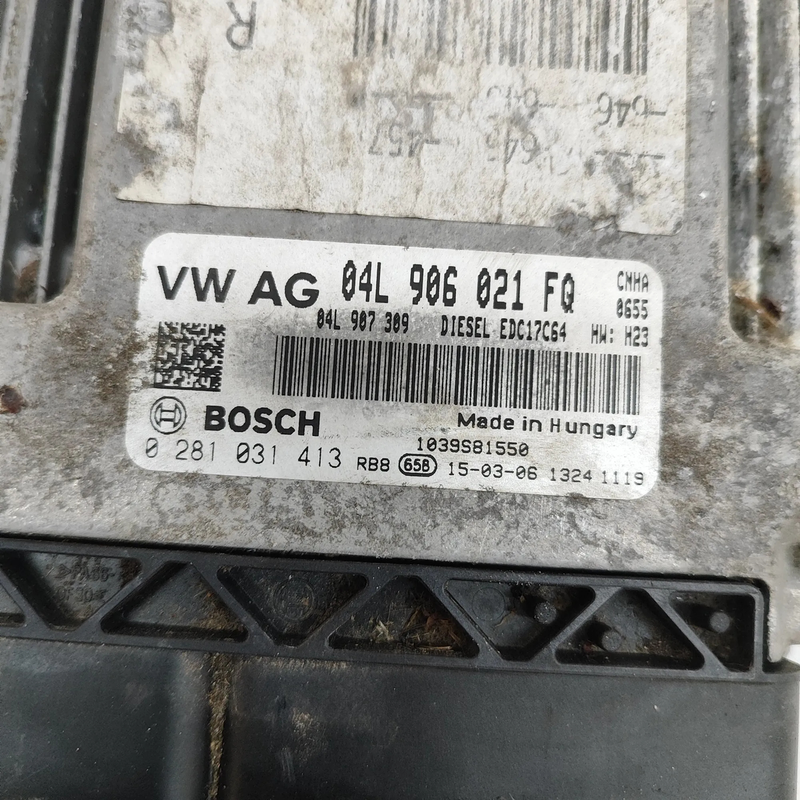 R
VW AG 04L 906 021 FQ CMHA
04L 907 309 DIESEL EDC17C64 HW: H23 0655
BOSCH Made in Hungary
1039S81550
0 281 031 413 RB8 65B 15-03-06 1324 1119